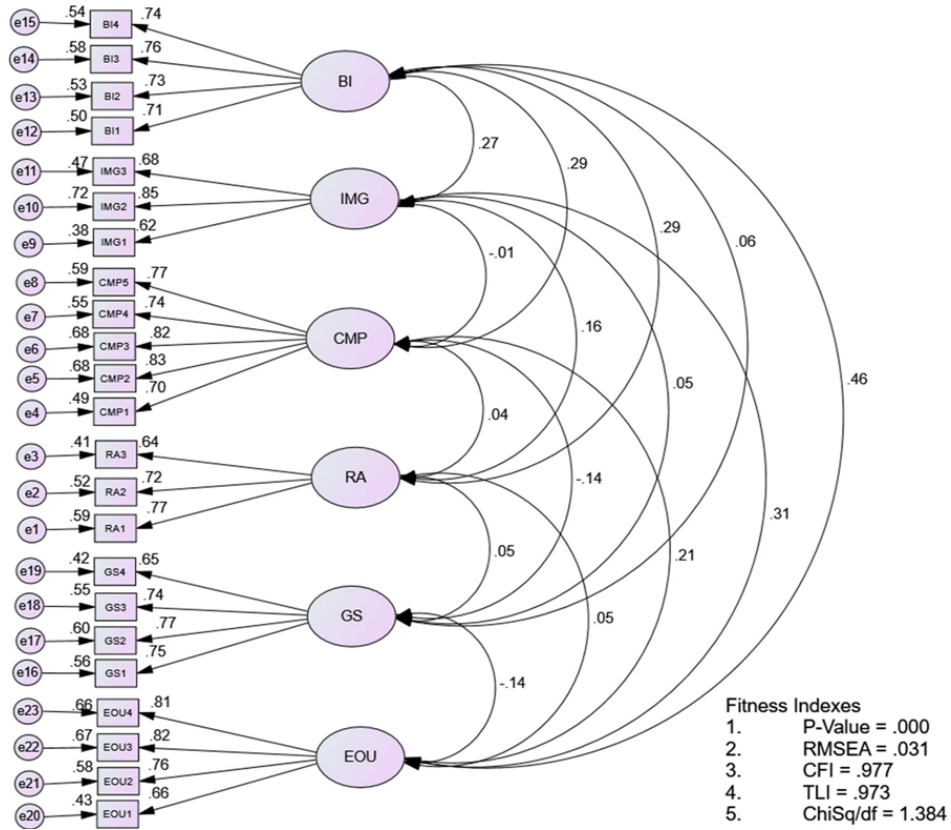 e15 .54 BI4 .74
e14 .58 BI3 .76
e13 .53 BI2 .73
e12 .50 BI1 .71
BI
e11 .47 IMG3 .68
e10 .72 IMG2 .85
e9 .38 IMG1 .62
IMG
e8 .59 CMP5 .77
e7 .55 CMP4 .74
e6 .68 CMP3 .82
e5 .68 CMP2 .83
e4 .49 CMP1 .70
CMP
e3 .41 RA3 .64
e2 .52 RA2 .72
e1 .59 RA1 .77
RA
e19 .42 GS4 .65
e18 .55 GS3 .74
e17 .60 GS2 .77
e16 .56 GS1 .75
GS
e23 .66 EOU4 .81
e22 .67 EOU3 .82
e21 .58 EOU2 .76
e20 .43 EOU1 .66
EOU
.27
.29
.29
.06
-.01
.16
.05
.46
.04
-.14
.31
.05
.21
.05
-.14
Fitness Indexes
1. P-Value = .000
2. RMSEA = .031
3. CFI = .977
4. TLI = .973
5. ChiSq/df = 1.384